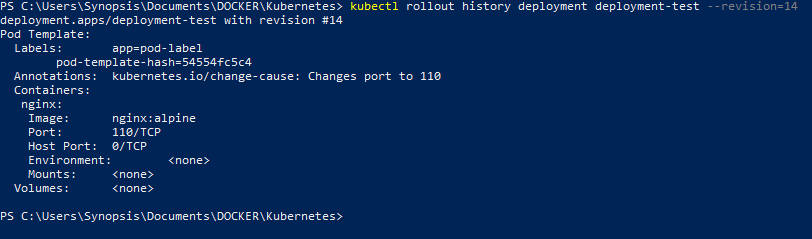 PS C:\Users\Synopsis\Documents\DOCKER\Kubernetes> kubectl rollout history deployment deployment-test --revision=14
deployment.apps/deployment-test with revision #14
Pod Template:
  Labels:       app=pod-label
        pod-template-hash=54554fc5c4
  Annotations:  kubernetes.io/change-cause: Changes port to 110
  Containers:
   nginx:
    Image:      nginx:alpine
    Port:       110/TCP
    Host Port:  0/TCP
    Environment:        <none>
    Mounts:     <none>
  Volumes:      <none>
PS C:\Users\Synopsis\Documents\DOCKER\Kubernetes>